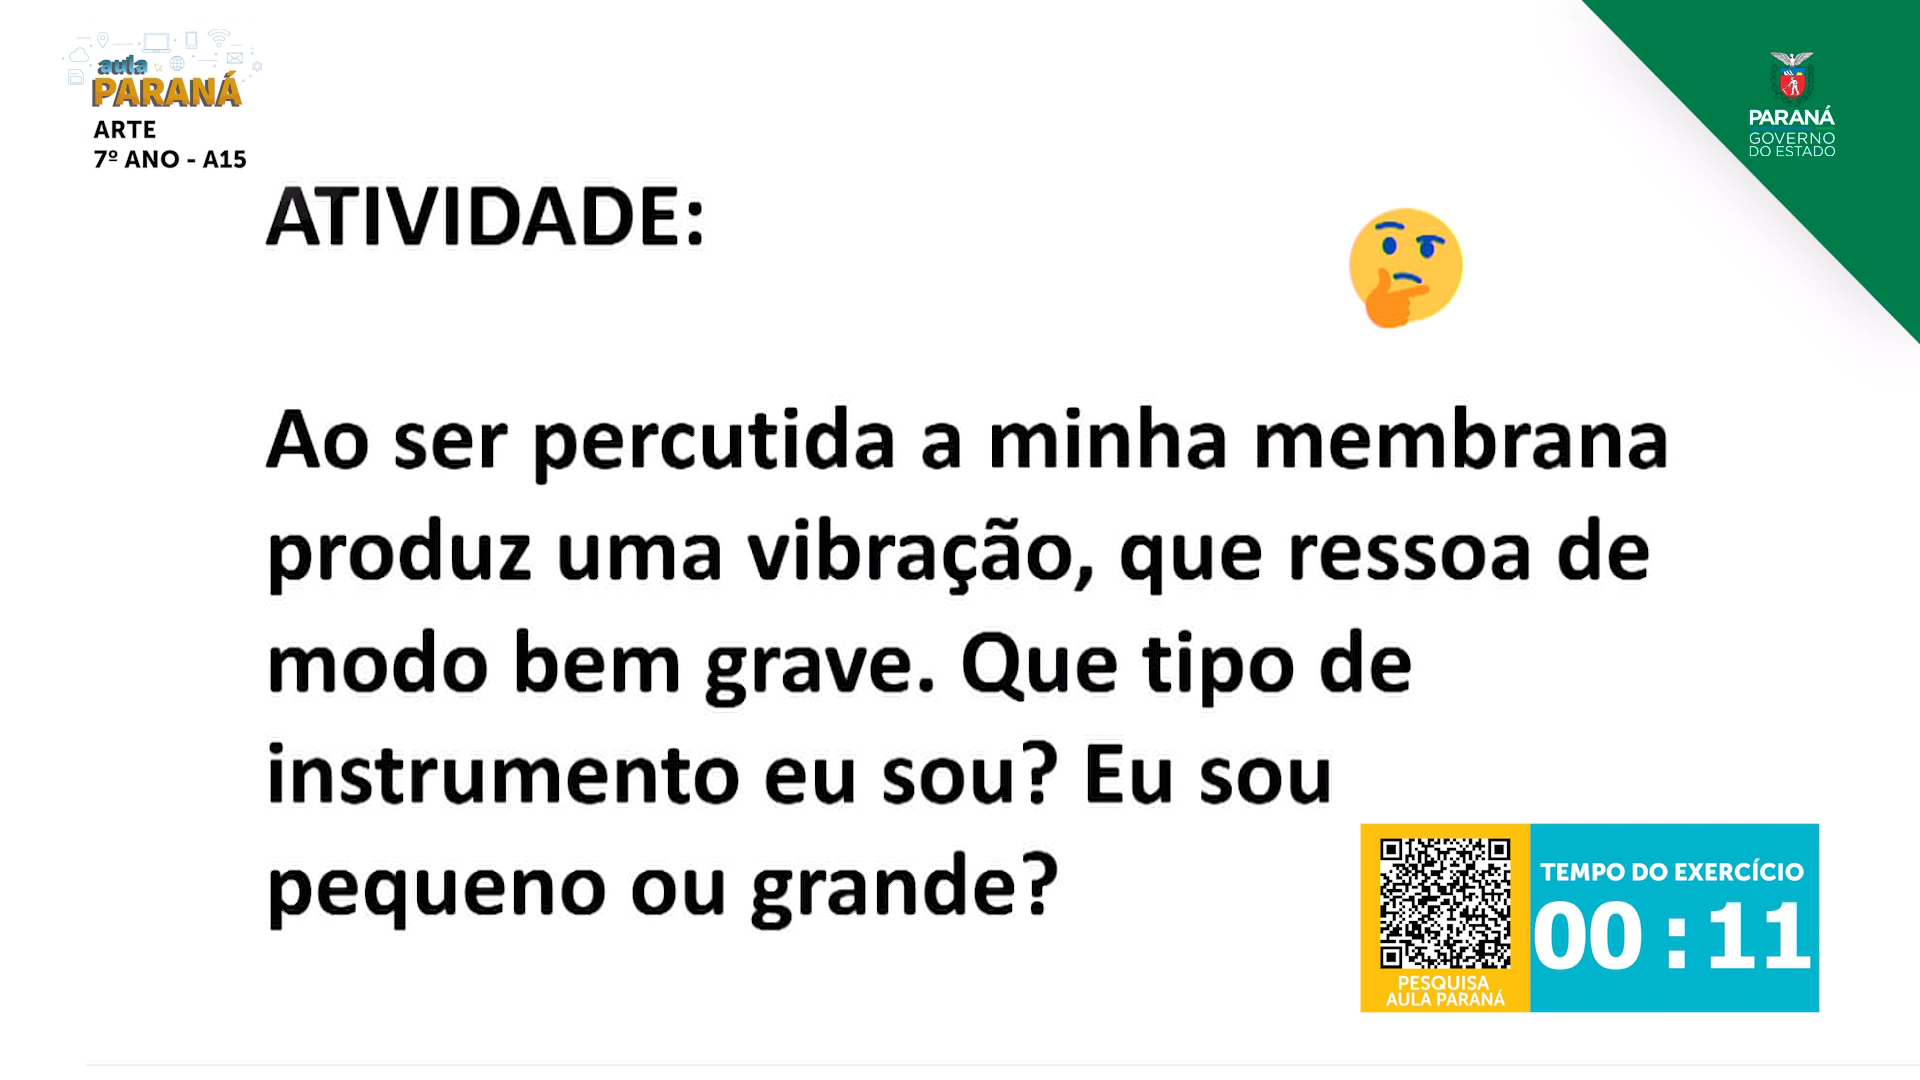 aula
PARANÁ
ARTE
7º ANO - A15
PARANÁ
GOVERNO
DO ESTADO
ATIVIDADE:
Ao ser percutida a minha membrana
produz uma vibração, que ressoa de
modo bem grave. Que tipo de
instrumento eu sou? Eu sou
pequeno ou grande?
PESQUISA
AULA PARANÁ
TEMPO DO EXERCÍCIO
00:11